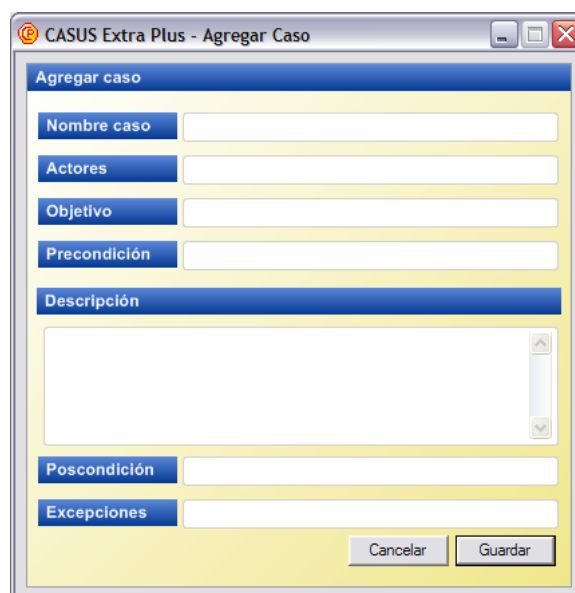 CASUS Extra Plus - Agregar Caso
Agregar caso
Nombre caso
Actores
Objetivo
Precondición
Descripción
Poscondición
Excepciones
Cancelar Guardar